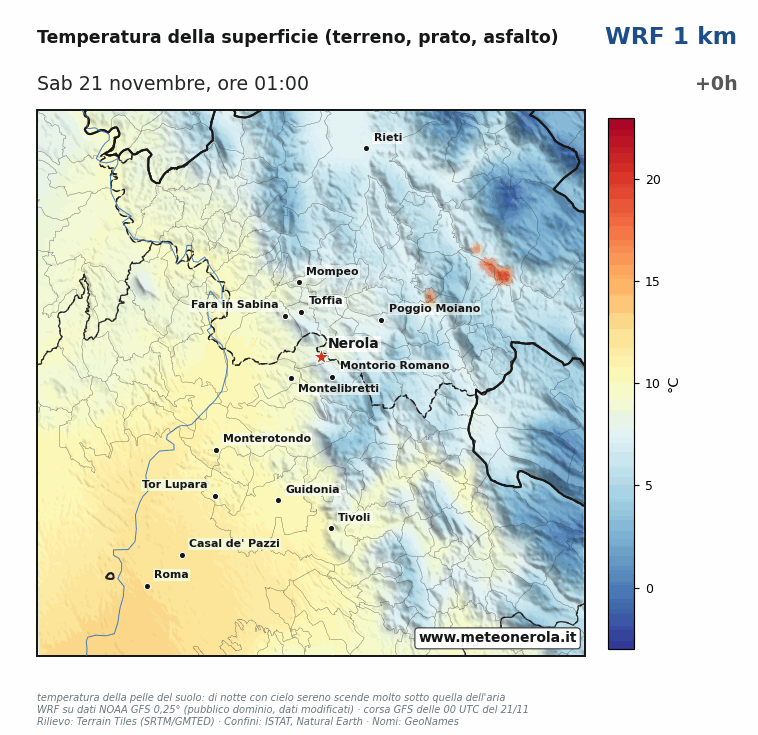 Temperatura della superficie (terreno, prato, asfalto)
WRF 1 km
Sab 21 novembre, ore 01:00
+0h
Rieti
Mompeo
Fara in Sabina
Toffia
Poggio Moiano
Nerola
Montorio Romano
Montelibretti
Monterotondo
Tor Lupara
Guidonia
Tivoli
Casal de' Pazzi
Roma
www.meteonerola.it
20
15
10
5
0
°C
temperatura della pelle del suolo: di notte con cielo sereno scende molto sotto quella dell'aria
WRF su dati NOAA GFS 0,25° (pubblico dominio, dati modificati) · corsa GFS delle 00 UTC del 21/11
Rilievo: Terrain Tiles (SRTM/GMTED) · Confini: ISTAT, Natural Earth · Nomi: GeoNames